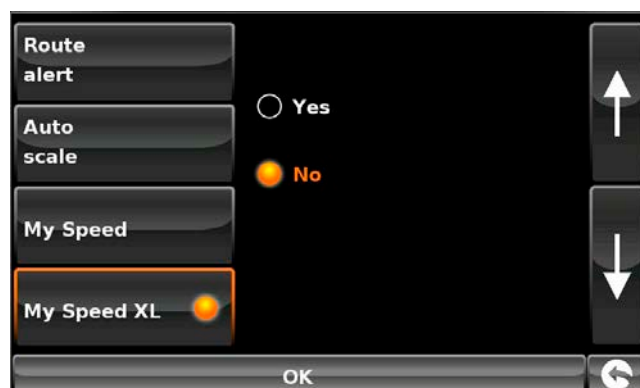 Route
alert
Auto
scale
My Speed
My Speed XL
Yes
No
OK